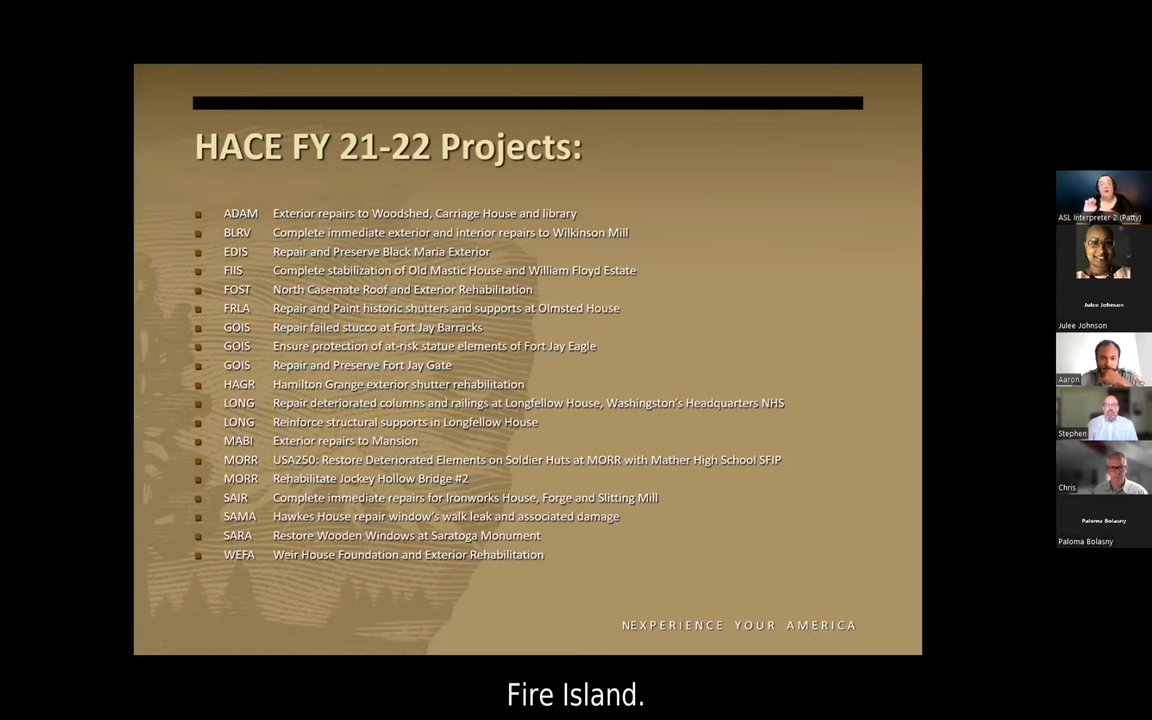 HACE FY 21-22 Projects:
ADAM Exterior repairs to Woodshed, Carriage House and library
BLRV Complete immediate exterior and interior repairs to Wilkinson Mill
EDIS Repair and Preserve Black Maria Exterior
FIIS Complete stabilization of Old Mastic House and William Floyd Estate
FOST North Casemate Roof and Exterior Rehabilitation
FRLA Repair and Paint historic shutters and supports at Olmsted House
GOIS Repair failed stucco at Fort Jay Barracks
GOIS Ensure protection of at-risk statue elements of Fort Jay Eagle
GOIS Repair and Preserve Fort Jay Gate
HAGR Hamilton Grange exterior shutter rehabilitation
LONG Repair deteriorated columns and railings at Longfellow House, Washingston's Headquarters NHS
LONG Reinforce structural supports in Longfellow House
MABI Exterior repairs to Mansion
MORR USA250: Restore Deteriorated Elements on Soldier Huts at MORR with Mather High School SFIP
MORR Rehabilitate Jockey Hollow Bridge #2
SAIR Complete immediate repairs for Ironworks House, Forge and Slitting Mill
SAMA Hawkes House repair window's walk leak and associated damage
SARA Restore Wooden Windows at Saratoga Monument
WEFA Weir House Foundation and Exterior Rehabilitation
NEXPERIENCE YOUR AMERICA
ASL interpreter 2 (Patty)
Julee Johnson
Julee Johnson
Aaron
Stephen
Chris
Paloma Bolasny
Paloma Bolasny
Fire Island.